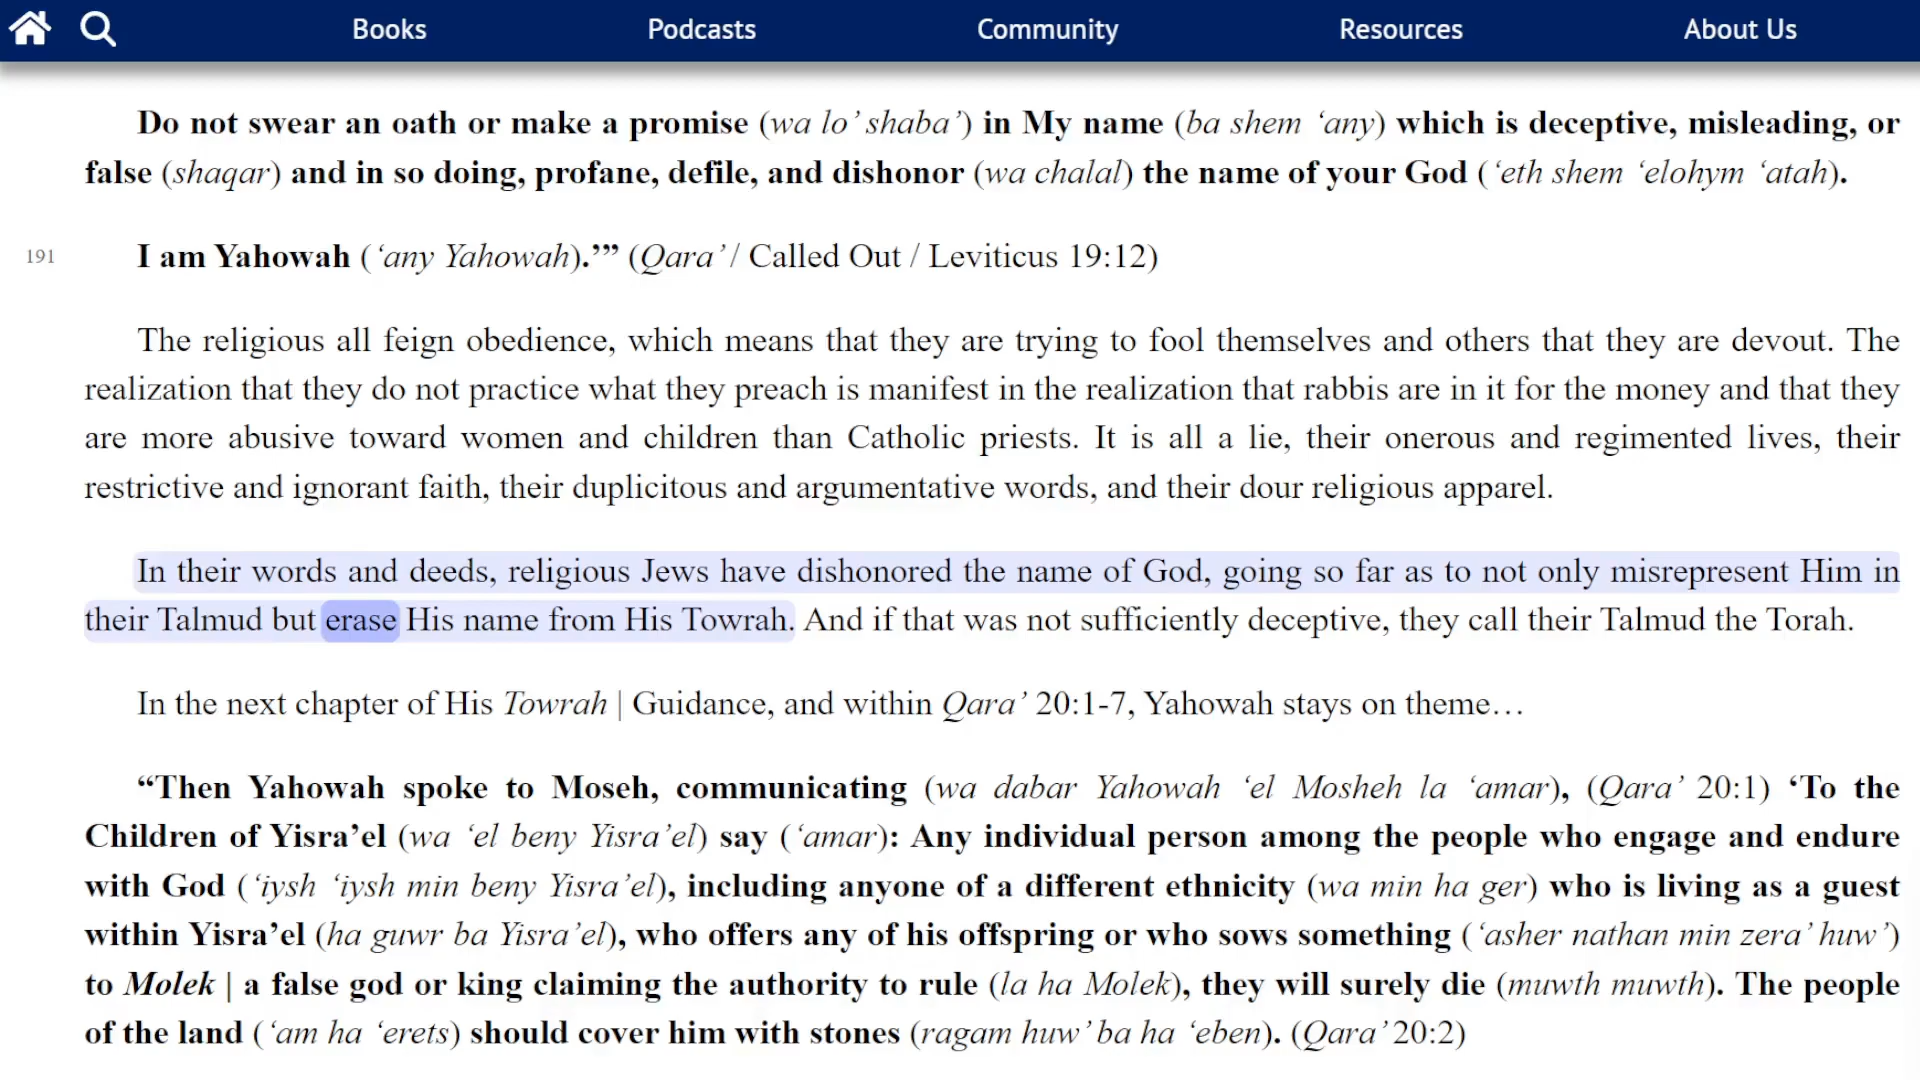 Books Podcasts Community Resources About Us
Do not swear an oath or make a promise (wa lo’ shaba’) in My name (ba shem ‘any) which is deceptive, misleading, or
false (shaqar) and in so doing, profane, defile, and dishonor (wa chalal) the name of your God (‘eth shem ‘elohym ‘atah).
191 I am Yahowah (‘any Yahowah).’” (Qara’ / Called Out / Leviticus 19:12)
The religious all feign obedience, which means that they are trying to fool themselves and others that they are devout. The
realization that they do not practice what they preach is manifest in the realization that rabbis are in it for the money and that they
are more abusive toward women and children than Catholic priests. It is all a lie, their onerous and regimented lives, their
restrictive and ignorant faith, their duplicitous and argumentative words, and their dour religious apparel.
In their words and deeds, religious Jews have dishonored the name of God, going so far as to not only misrepresent Him in
their Talmud but erase His name from His Towrah. And if that was not sufficiently deceptive, they call their Talmud the Torah.
In the next chapter of His Towrah | Guidance, and within Qara’ 20:1-7, Yahowah stays on theme…
“Then Yahowah spoke to Moseh, communicating (wa dabar Yahowah ‘el Mosheh la ‘amar), (Qara’ 20:1) ‘To the
Children of Yisra’el (wa ‘el beny Yisra’el) say (‘amar): Any individual person among the people who engage and endure
with God (‘iysh ‘iysh min beny Yisra’el), including anyone of a different ethnicity (wa min ha ger) who is living as a guest
within Yisra’el (ha guwr ba Yisra’el), who offers any of his offspring or who sows something (‘asher nathan min zera’ huw’)
to Molek | a false god or king claiming the authority to rule (la ha Molek), they will surely die (muwth muwth). The people
of the land (‘am ha ‘erets) should cover him with stones (ragam huw’ ba ha ‘eben). (Qara’ 20:2)